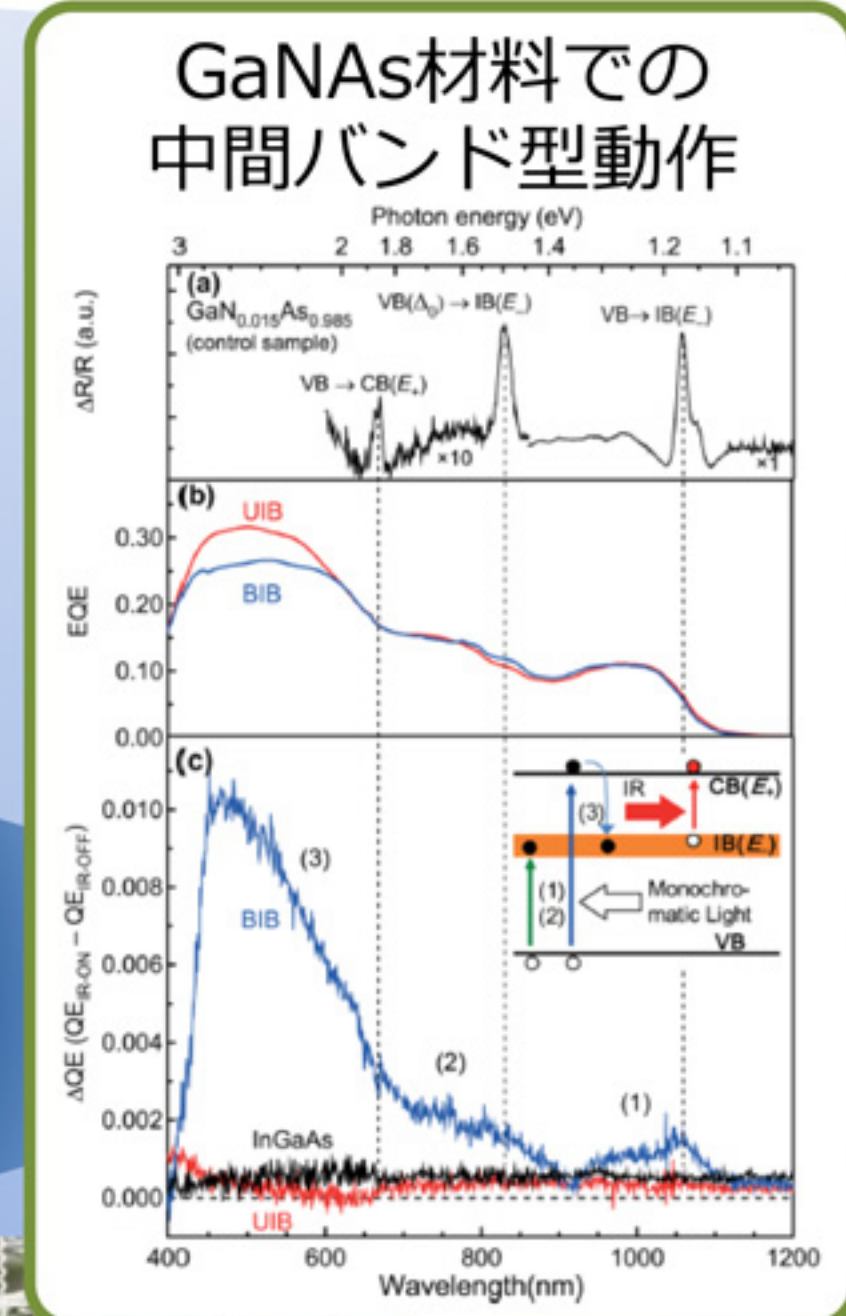 GaNAs材料での
中間バンド型動作
Photon energy (eV)
3 2 1.8 1.6 1.4 1.2 1.1
(a)
GaN0.015As0.985
(control sample)
VB(Δ0) → IB(E−)
VB → IB(E−)
VB → CB(E+)
×10
×1
ΔR/R (a.u.)
(b)
UIB
BIB
0.30
0.20
0.10
0.00
EQE
(c)
0.010
0.008
0.006
0.004
0.002
0.000
ΔQE (QEIR-ON − QEIR-OFF)
(3)
BIB
(2)
(1)
InGaAs
UIB
IR
CB(E+)
(3)
IB(E−)
(1)
(2)
Monochro-
matic Light
VB
400 600 800 1000 1200
Wavelength(nm)